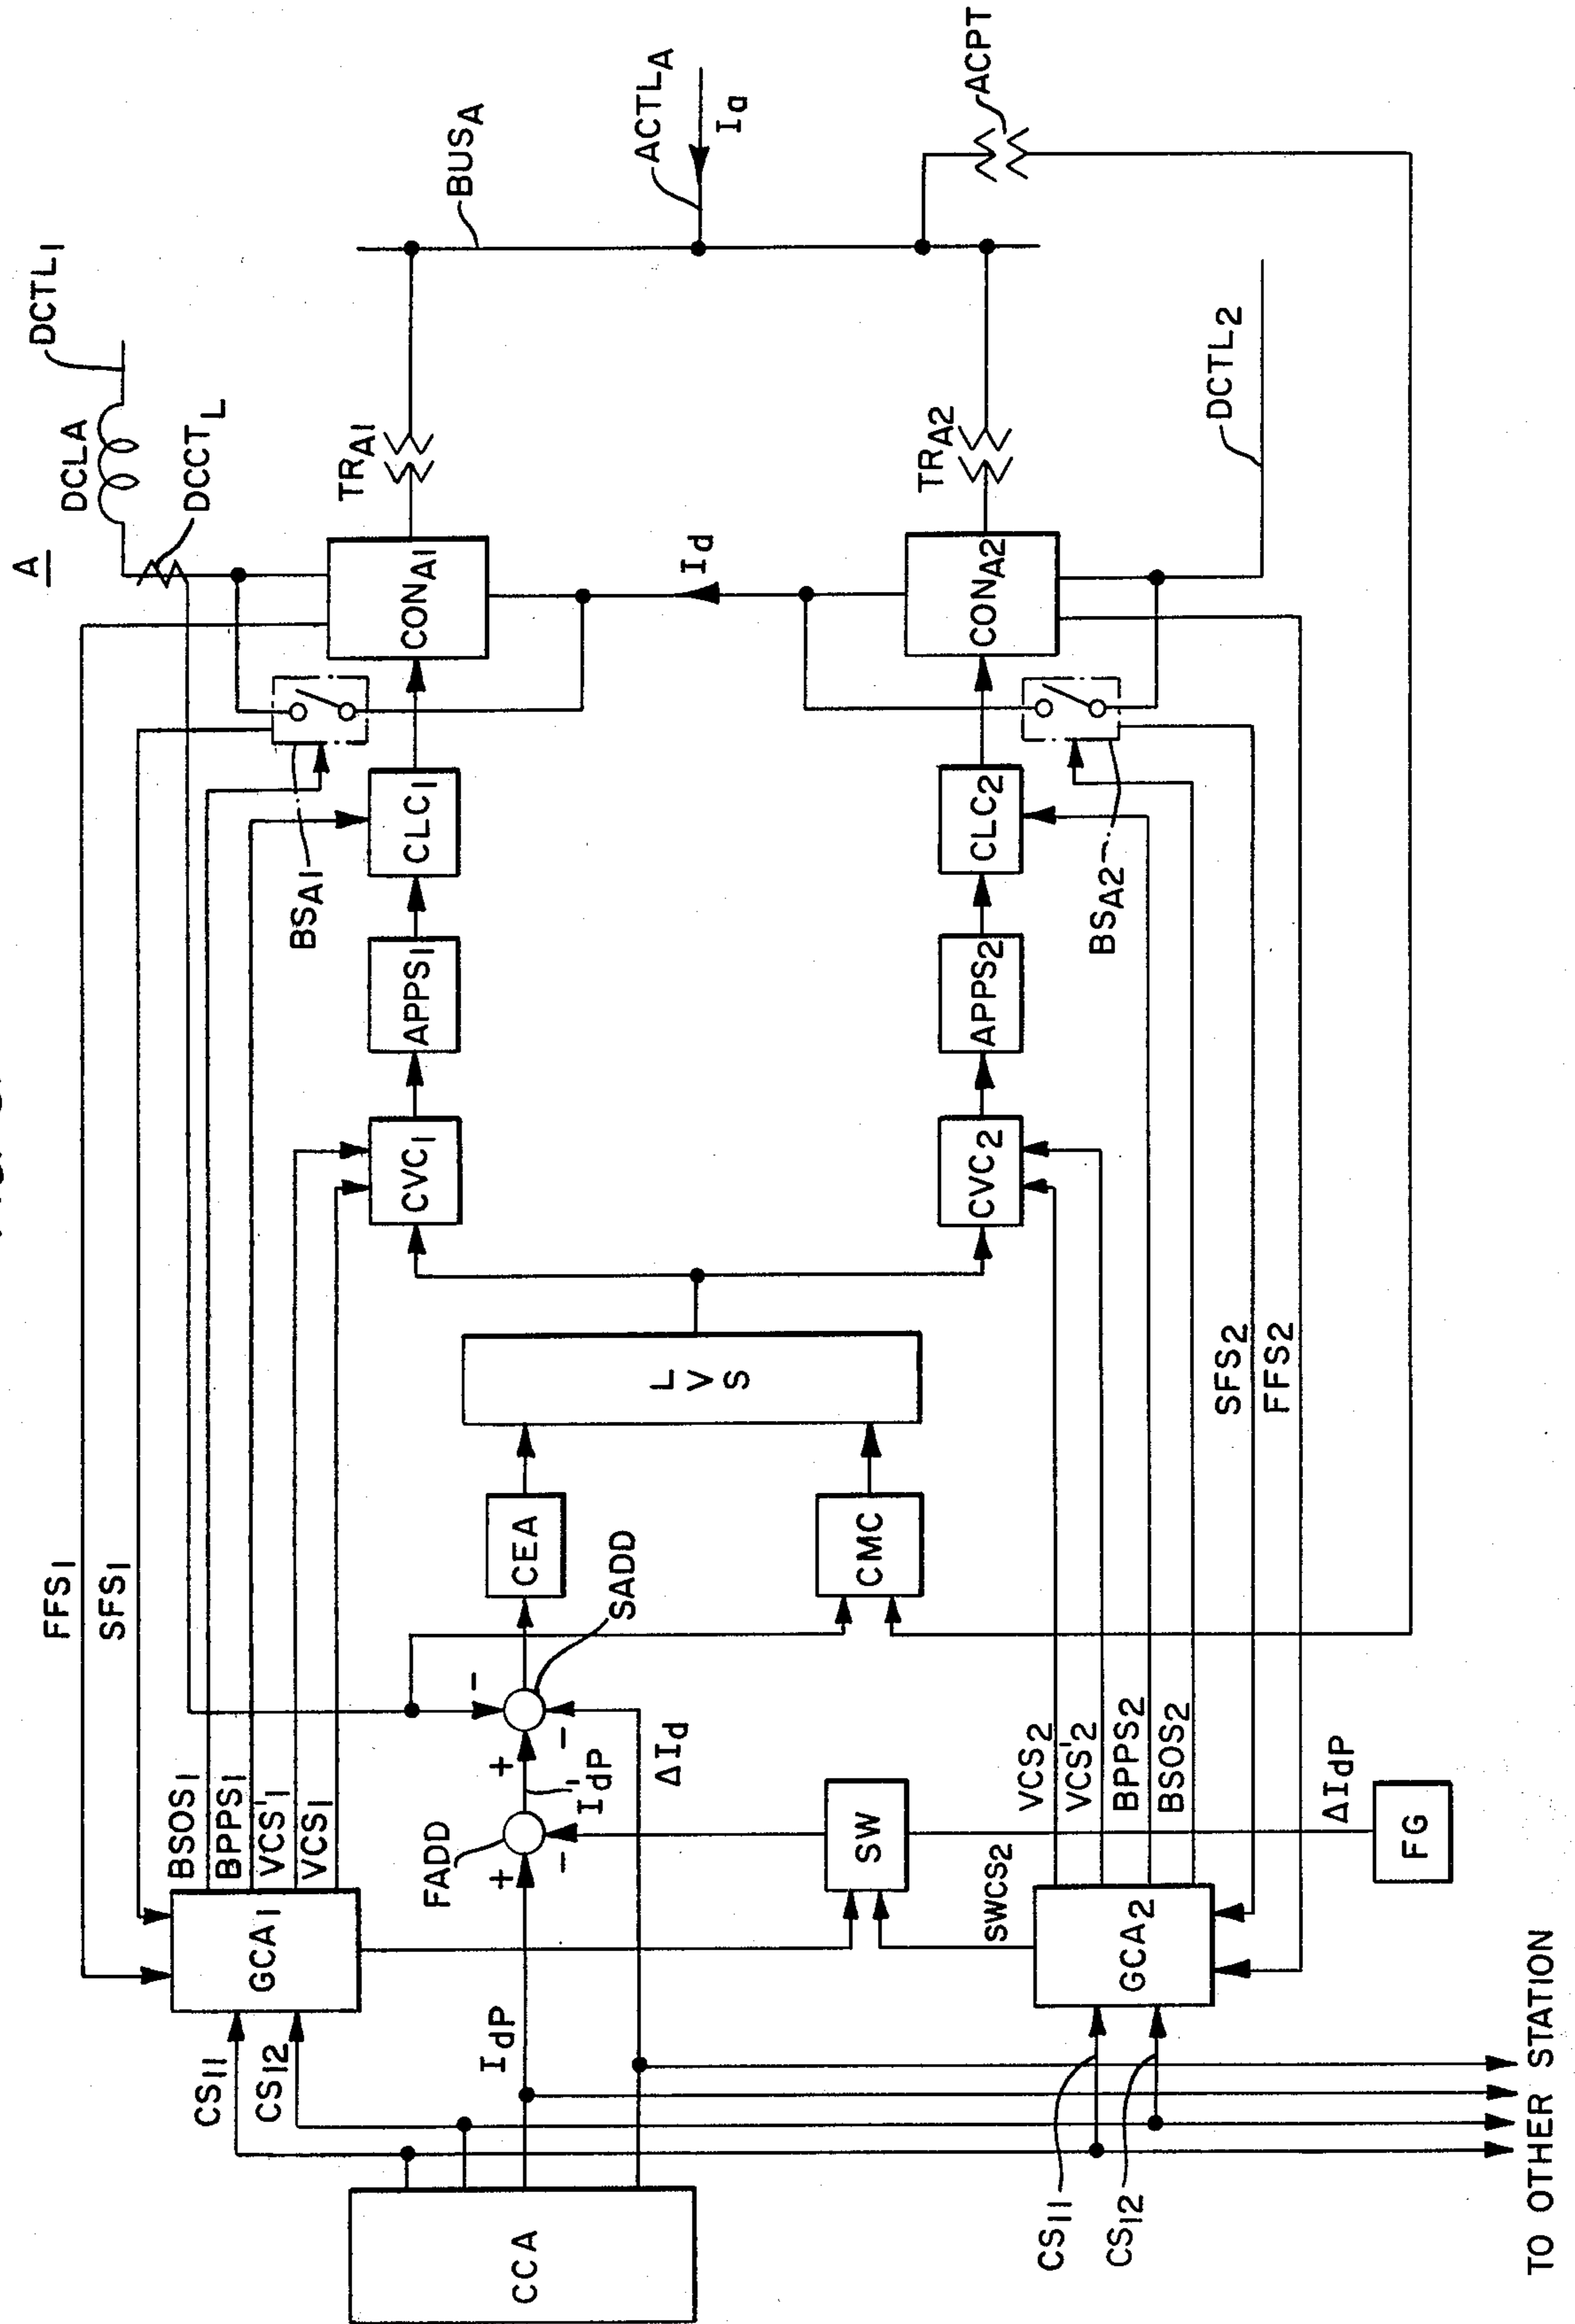 A
DCTL1
DCLA
DCCTL
TRA1
BUSA
ACTLA
Ia
ACPT
FFS1
SFS1
BSA1
CONA1
Id
TRA2
CONA2
DCTL2
BSOS1
BPPS1
VCS'1
VCS1
CVC1
APPS1
CLC1
CVC2
APPS2
CLC2
BSA2
LVS
CEA
CMC
SADD
SFS2
FFS2
GCA1
CS11
CS12
FADD
+
-
I'dP
+
-
-
ΔId
IdP
SW
SWCS2
VCS2
VCS'2
BPPS2
BSOS2
ΔIdP
FG
GCA2
CCA
CS11
CS12
TO OTHER STATION